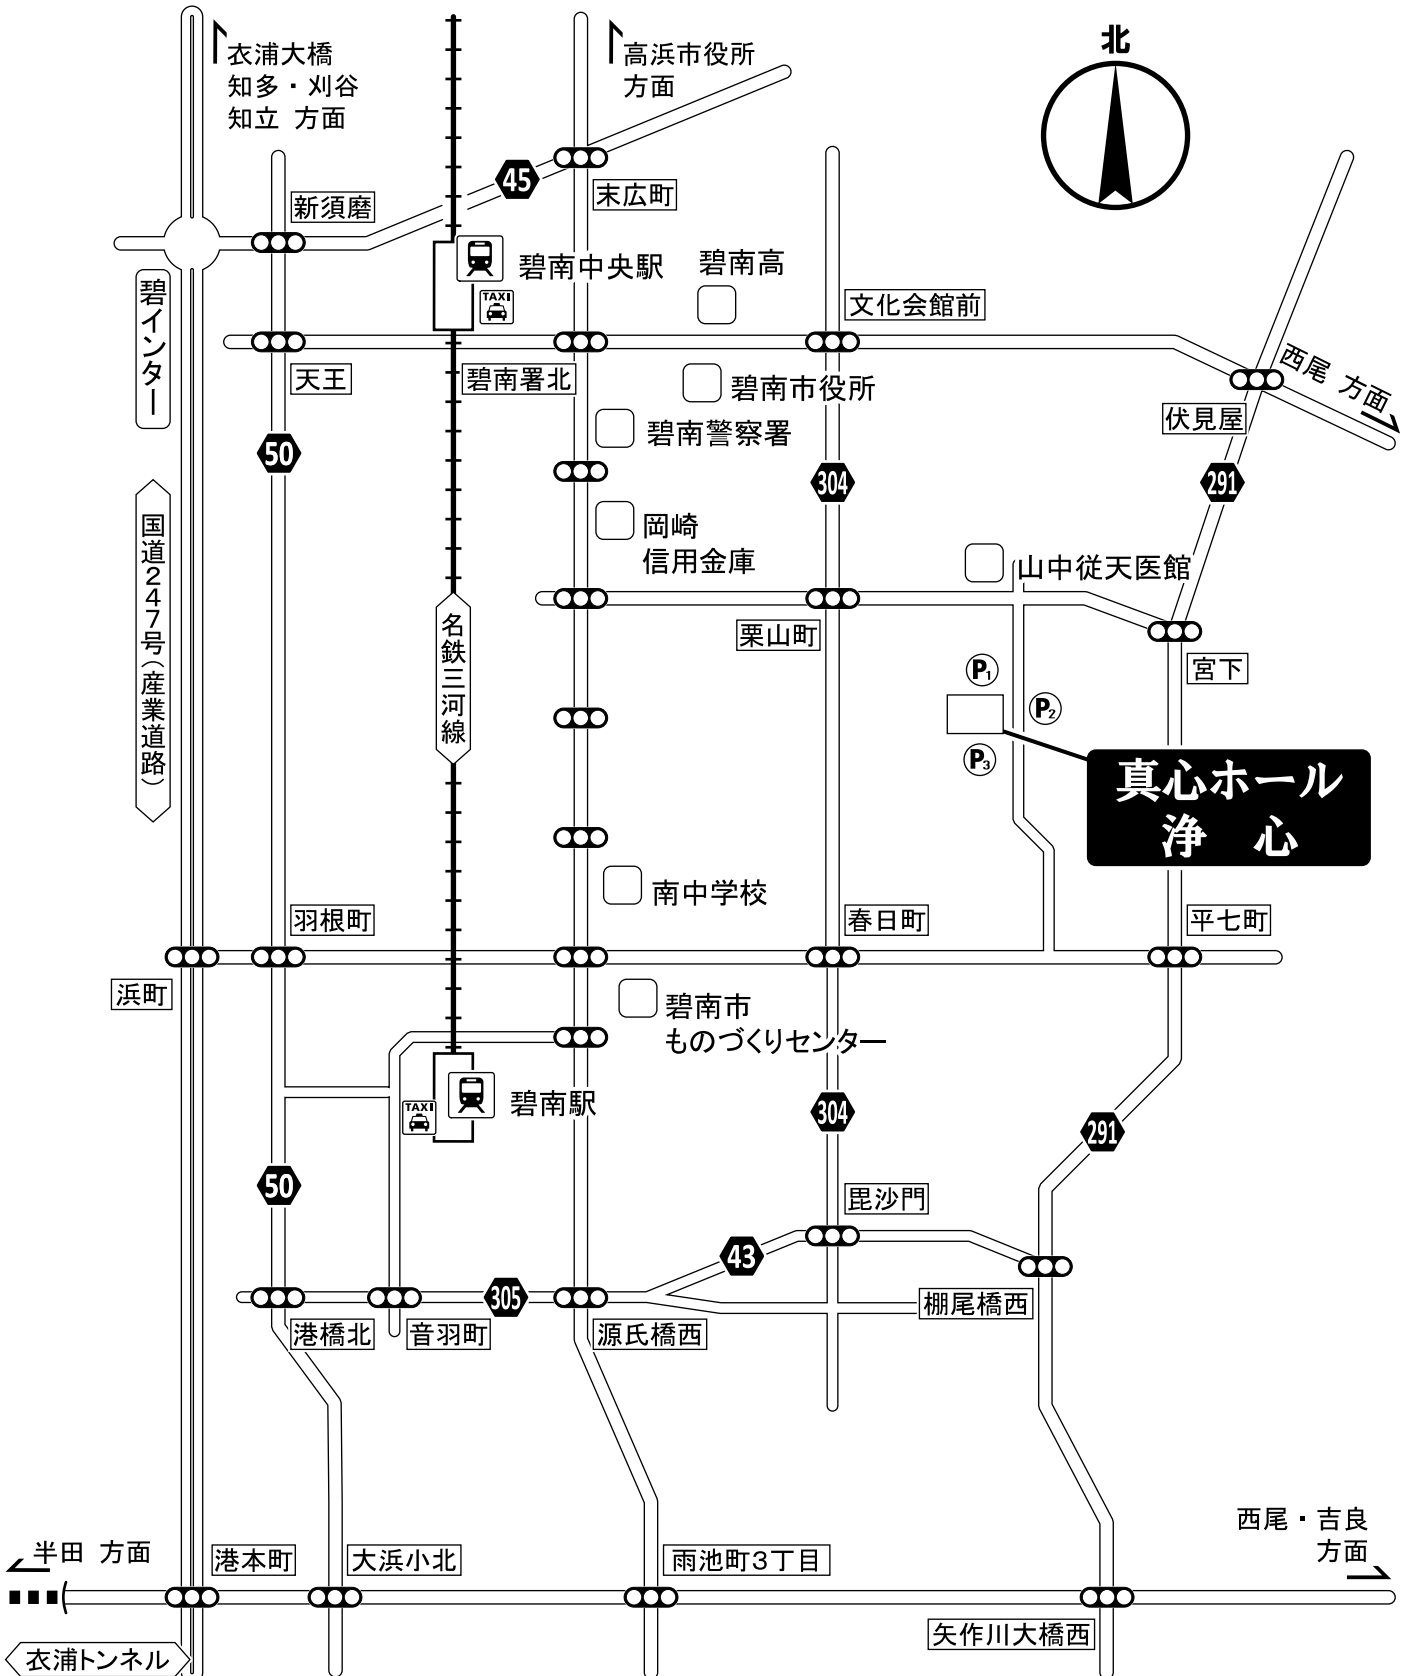 北
衣浦大橋
知多・刈谷
知立 方面
高浜市役所
方面
45
新須磨
末広町
碧南中央駅
TAXI
碧南高
文化会館前
碧インター
天王
碧南署北
碧南市役所
西尾 方面
伏見屋
碧南警察署
50
304
291
国道247号(産業道路)
岡崎
信用金庫
山中従天医館
名鉄三河線
栗山町
宮下
P1
P2
P3
真心ホール
浄 心
南中学校
羽根町
春日町
平七町
浜町
碧南市
ものづくりセンター
碧南駅
TAXI
304
291
50
毘沙門
43
305
棚尾橋西
港橋北
音羽町
源氏橋西
西尾・吉良
方面
半田 方面
港本町
大浜小北
雨池町3丁目
矢作川大橋西
衣浦トンネル